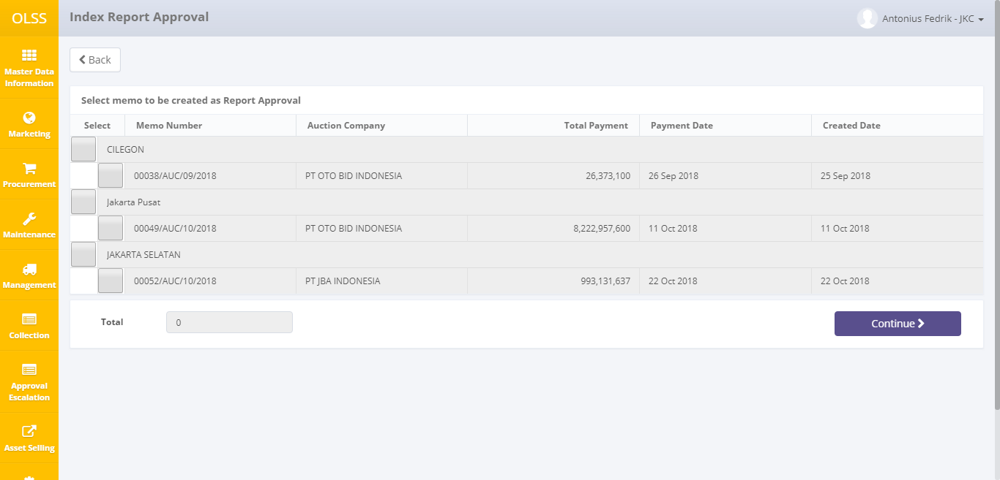 OLSS
Index Report Approval
Antonius Fedrik - JKC
Master Data
Information
Marketing
Procurement
Maintenance
Management
Collection
Approval
Escalation
Asset Selling
Back
Select memo to be created as Report Approval
Select Memo Number Auction Company Total Payment Payment Date Created Date
CILEGON
00038/AUC/09/2018 PT OTO BID INDONESIA 26,373,100 26 Sep 2018 25 Sep 2018
Jakarta Pusat
00049/AUC/10/2018 PT OTO BID INDONESIA 8,222,957,600 11 Oct 2018 11 Oct 2018
JAKARTA SELATAN
00052/AUC/10/2018 PT JBA INDONESIA 993,131,637 22 Oct 2018 22 Oct 2018
Total 0 Continue